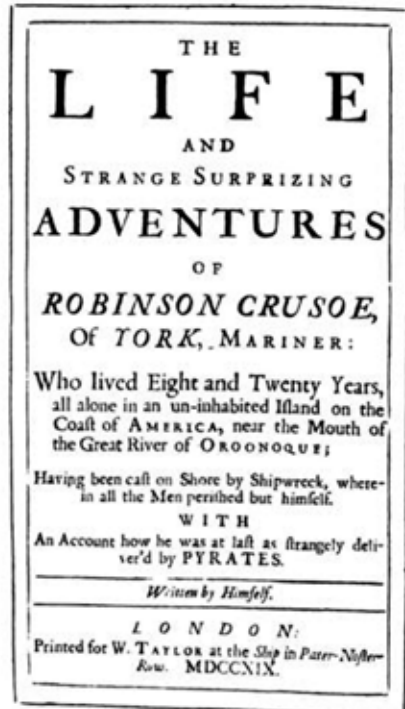 THE
LIFE
AND
STRANGE SURPRIZING
ADVENTURES
OF
ROBINSON CRUSOE,
Of YORK, MARINER:
Who lived Eight and Twenty Years,
all alone in an un-inhabited Iſland on the
Coaſt of AMERICA, near the Mouth of
the Great River of OROONOQUE;
Having been caſt on Shore by Shipwreck, where-
in all the Men periſhed but himſelf.
WITH
An Account how he was at laſt as ſtrangely deli-
ver'd by PYRATES.
Written by Himſelf.
LONDON:
Printed for W. TAYLOR at the Ship in Pater-Noſter-
Row. MDCCXIX.